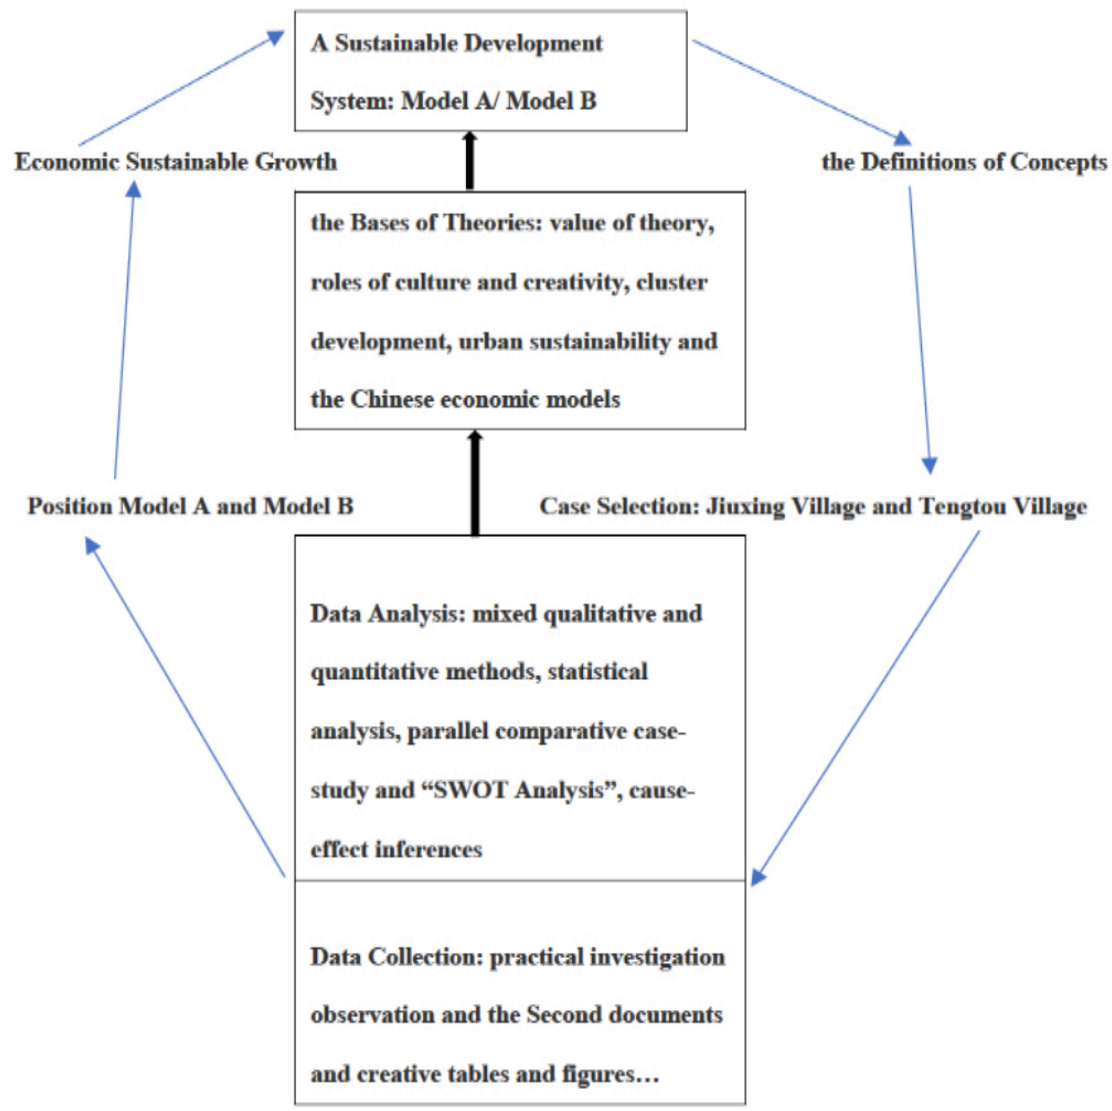 A Sustainable Development
System: Model A/ Model B
Economic Sustainable Growth
the Definitions of Concepts
the Bases of Theories: value of theory,
roles of culture and creativity, cluster
development, urban sustainability and
the Chinese economic models
Position Model A and Model B
Case Selection: Jiuxing Village and Tengtou Village
Data Analysis: mixed qualitative and
quantitative methods, statistical
analysis, parallel comparative case-
study and “SWOT Analysis”, cause-
effect inferences
Data Collection: practical investigation
observation and the Second documents
and creative tables and figures…